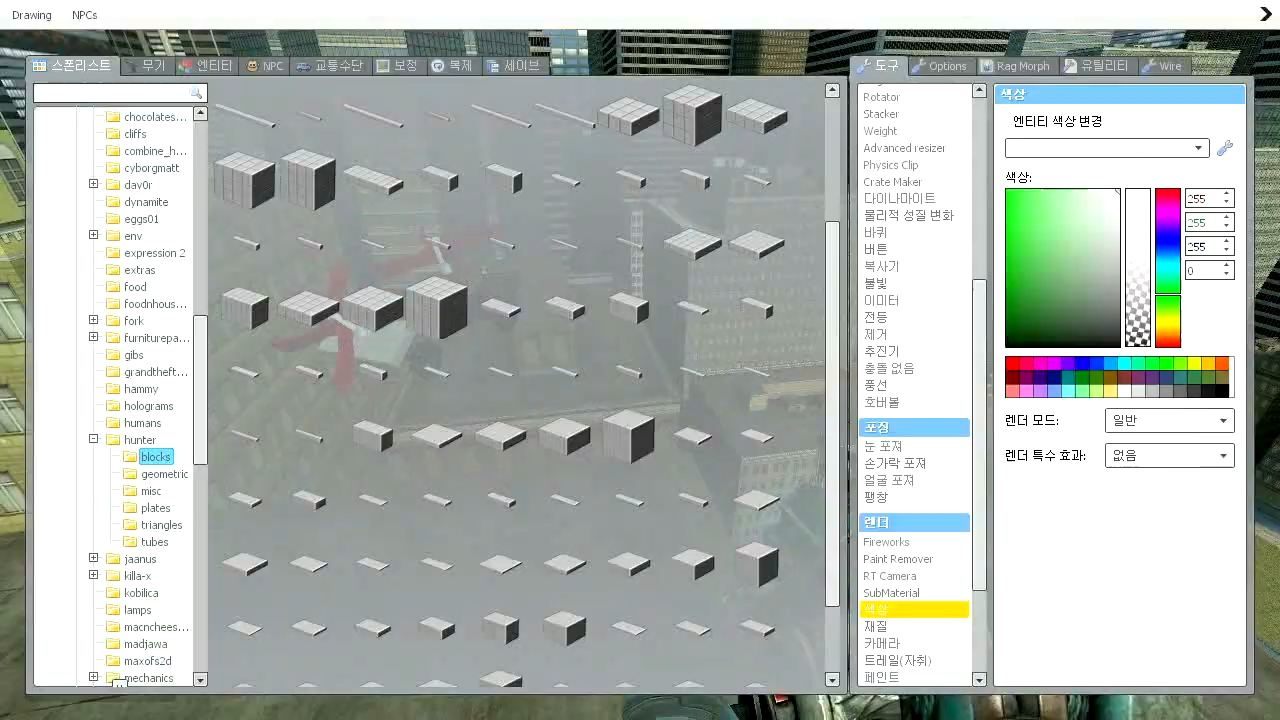 Drawing NPCs
스폰리스트 무기 엔티티 NPC 교통수단 보정 복제 세이브
도구 Options Rag Morph 유틸리티 Wire
chocolates...
cliffs
combine_h...
cyborgmatt
dav0r
dynamite
eggs01
env
expression 2
extras
food
foodnhous...
fork
furniturepa...
gibs
grandtheft...
hammy
holograms
humans
hunter
blocks
geometric
misc
plates
triangles
tubes
jaanus
killa-x
kobilica
lamps
macnchees...
madjawa
maxofs2d
mechanics
Rotator
Stacker
Weight
Advanced resizer
Physics Clip
Crate Maker
다이나마이트
물리적 성질 변화
바퀴
버튼
복사기
불빛
이미터
전등
제거
추진기
충돌 없음
풍선
호버볼
포징
눈 포져
손가락 포져
얼굴 포져
팽창
렌더
Fireworks
Paint Remover
RT Camera
SubMaterial
색상
재질
카메라
트레일(자취)
페인트
색상
엔티티 색상 변경
색상:
255
255
255
0
렌더 모드: 일반
렌더 특수 효과: 없음